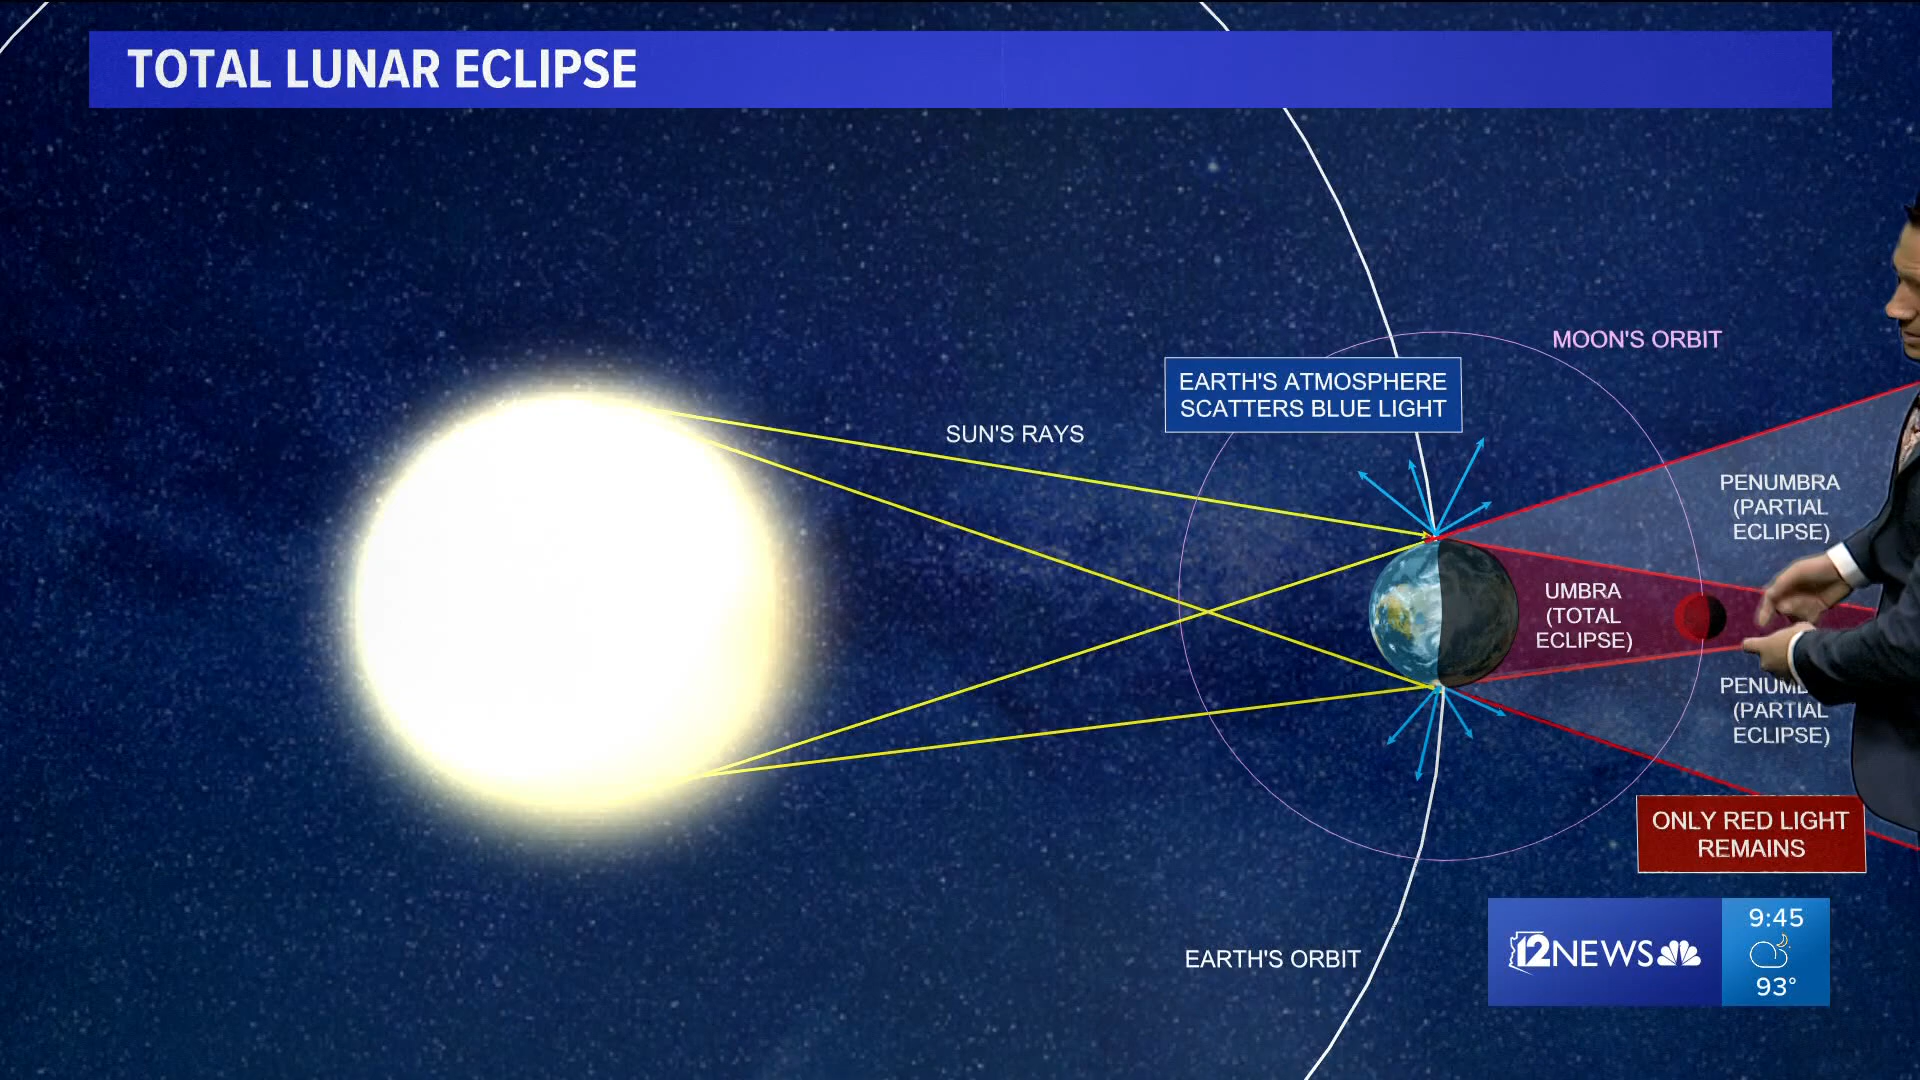 TOTAL LUNAR ECLIPSE
MOON'S ORBIT
EARTH'S ATMOSPHERE
SCATTERS BLUE LIGHT
SUN'S RAYS
PENUMBRA
(PARTIAL
ECLIPSE)
UMBRA
(TOTAL
ECLIPSE)
(PARTIAL
ECLIPSE)
ONLY RED LIGHT
REMAINS
EARTH'S ORBIT
12NEWS
9:45
93°